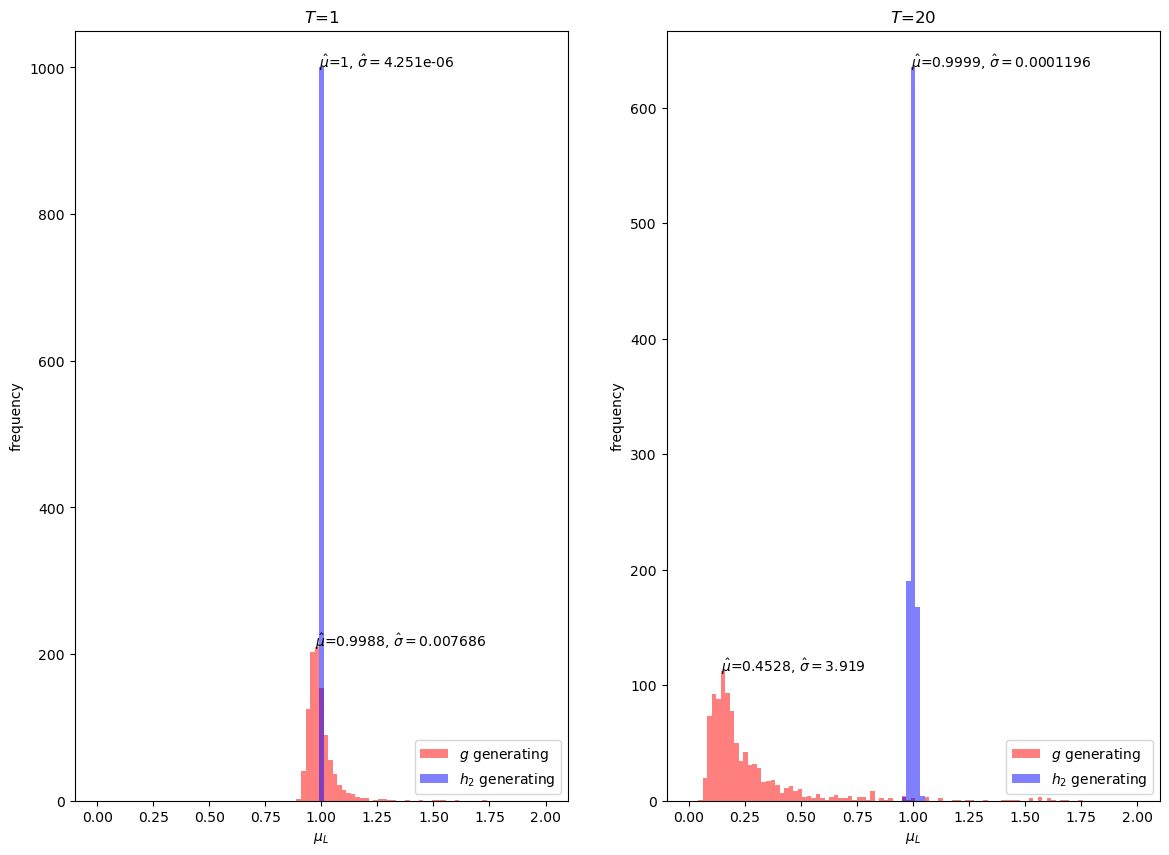 T=1
μ̂=1, σ̂ = 4.251e-06
μ̂=0.9988, σ̂ = 0.007686
frequency
1000
800
600
400
200
0
0.00 0.25 0.50 0.75 1.00 1.25 1.50 1.75 2.00
μ_L
g generating
h₂ generating
T=20
μ̂=0.9999, σ̂ = 0.0001196
μ̂=0.4528, σ̂ = 3.919
frequency
600
500
400
300
200
100
0
0.00 0.25 0.50 0.75 1.00 1.25 1.50 1.75 2.00
μ_L
g generating
h₂ generating